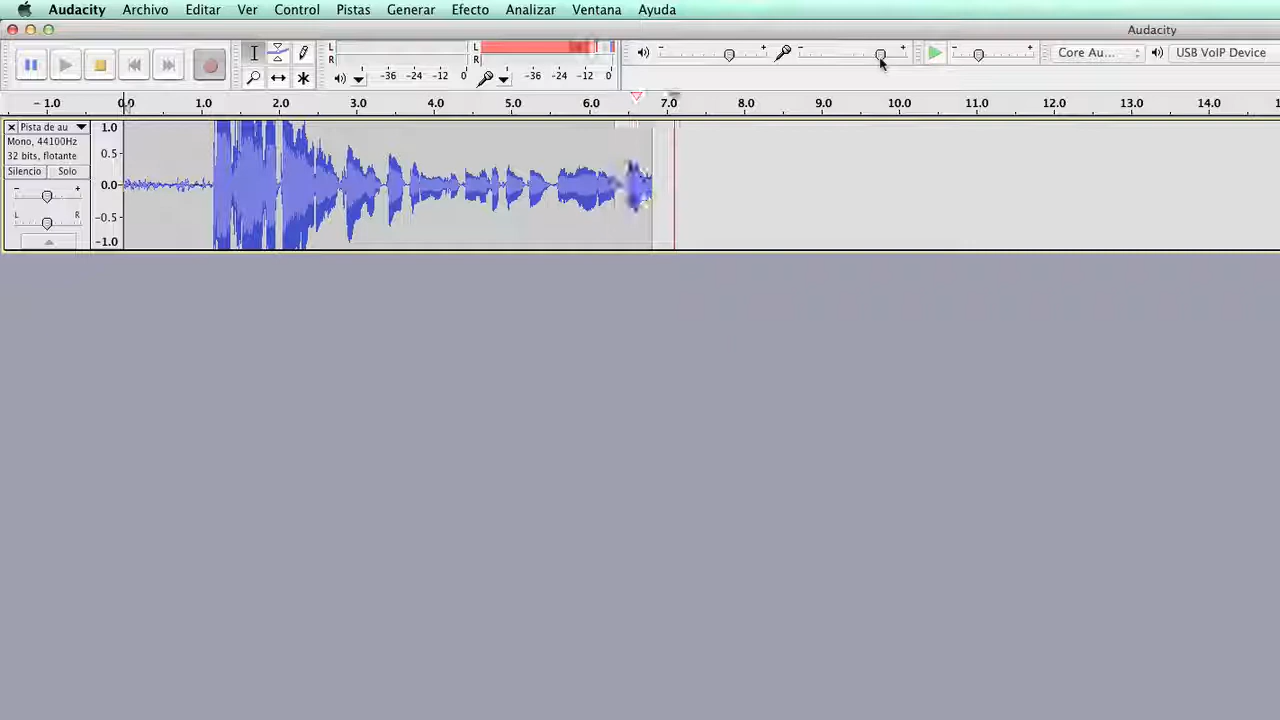 Audacity Archivo Editar Ver Control Pistas Generar Efecto Analizar Ventana Ayuda
Audacity
L L
R R
-36 -24 -12 0 -36 -24 -12 0
- + - + - + Core Au... USB VoIP Device
-1.0 0.0 1.0 2.0 3.0 4.0 5.0 6.0 7.0 8.0 9.0 10.0 11.0 12.0 13.0 14.0
Pista de au 1.0
Mono, 44100Hz
32 bits, flotante 0.5
Silencio Solo
- + 0.0
L R -0.5
-1.0